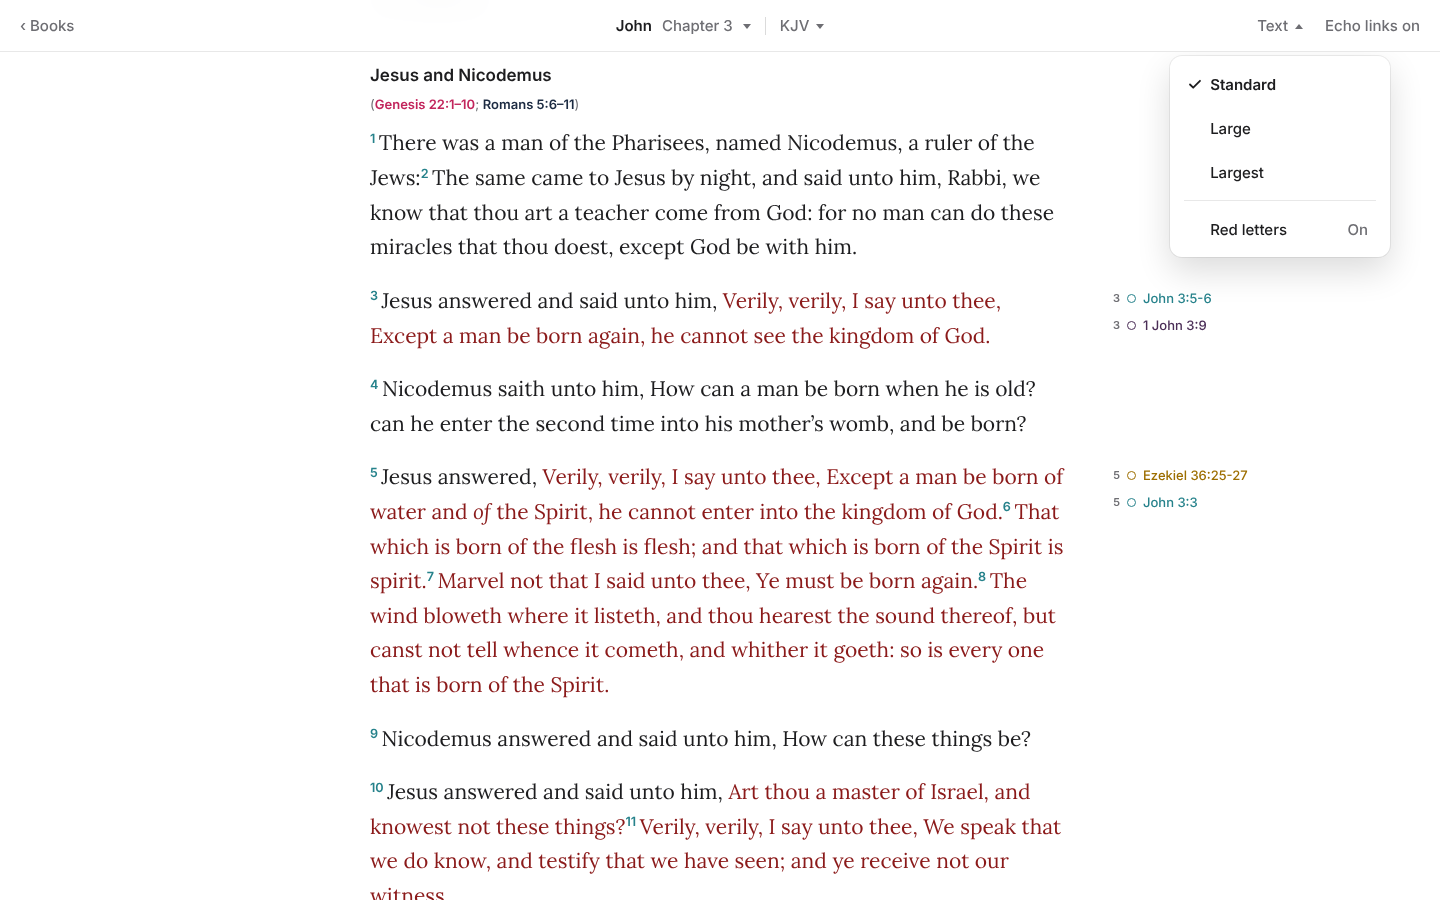 ‹ Books
John Chapter 3
KJV
Text
Echo links on
Standard
Large
Largest
Red letters On
Jesus and Nicodemus
(Genesis 22:1–10; Romans 5:6–11)
1 There was a man of the Pharisees, named Nicodemus, a ruler of the
Jews:2 The same came to Jesus by night, and said unto him, Rabbi, we
know that thou art a teacher come from God: for no man can do these
miracles that thou doest, except God be with him.
3 Jesus answered and said unto him, Verily, verily, I say unto thee,
Except a man be born again, he cannot see the kingdom of God.
3 John 3:5-6
3 1 John 3:9
4 Nicodemus saith unto him, How can a man be born when he is old?
can he enter the second time into his mother’s womb, and be born?
5 Jesus answered, Verily, verily, I say unto thee, Except a man be born of
water and of the Spirit, he cannot enter into the kingdom of God.6 That
which is born of the flesh is flesh; and that which is born of the Spirit is
spirit.7 Marvel not that I said unto thee, Ye must be born again.8 The
wind bloweth where it listeth, and thou hearest the sound thereof, but
canst not tell whence it cometh, and whither it goeth: so is every one
that is born of the Spirit.
5 Ezekiel 36:25-27
5 John 3:3
9 Nicodemus answered and said unto him, How can these things be?
10 Jesus answered and said unto him, Art thou a master of Israel, and
knowest not these things?11 Verily, verily, I say unto thee, We speak that
we do know, and testify that we have seen; and ye receive not our
witness.